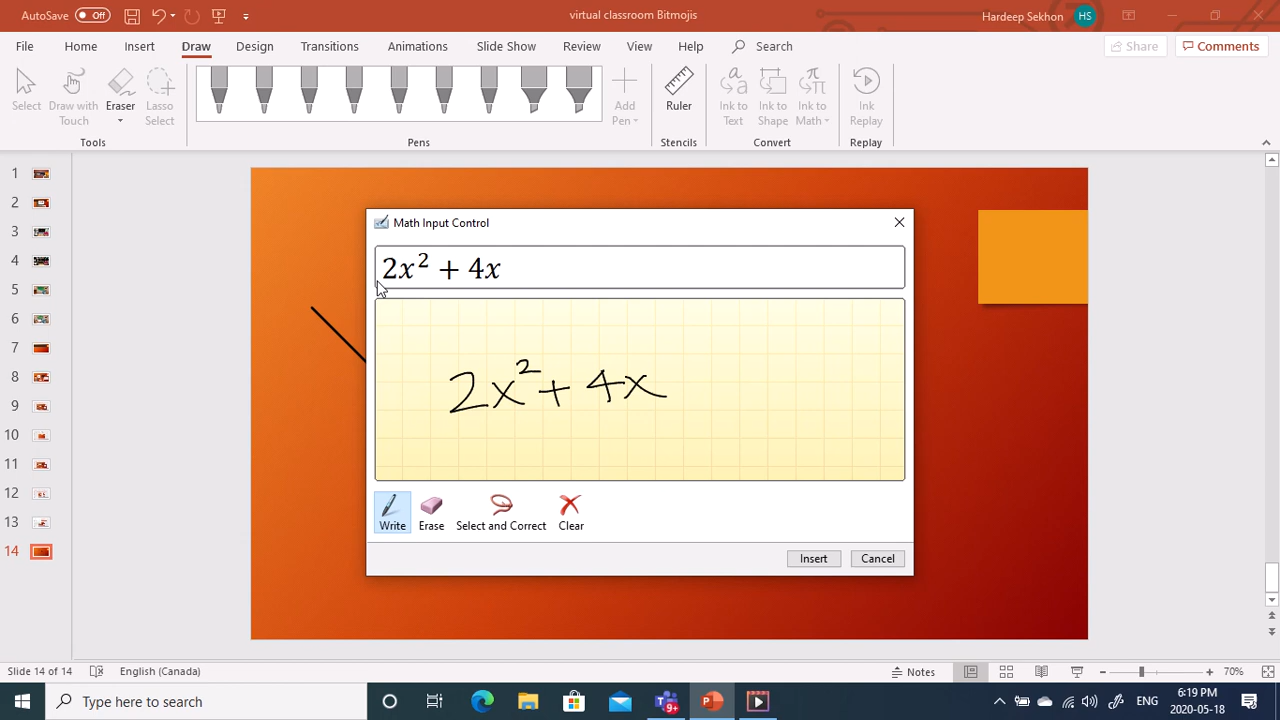 AutoSave Off
virtual classroom Bitmojis
Hardeep Sekhon HS
File Home Insert Draw Design Transitions Animations Slide Show Review View Help Search Share Comments
Select Draw with Touch Eraser Lasso Select
Add Pen
Ruler
Ink to Text Ink to Shape Ink to Math
Ink Replay
Tools Pens Stencils Convert Replay
1
2
3
4
5
6
7
8
9
10
11
12
13
14
Math Input Control
2x² + 4x
2x² + 4x
Write Erase Select and Correct Clear
Insert Cancel
Slide 14 of 14 English (Canada) Notes 70%
Type here to search
9+
ENG
6:19 PM
2020-05-18